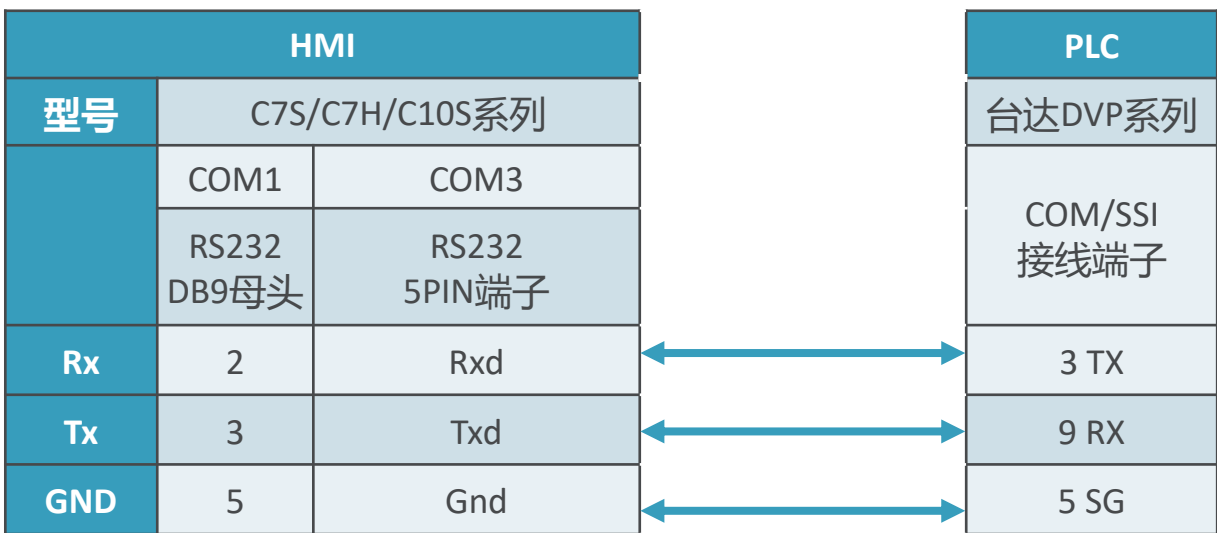 HMI
PLC
型号
C7S/C7H/C10S系列
台达DVP系列
COM1
COM3
COM/SSI
接线端子
RS232
DB9母头
RS232
5PIN端子
Rx
2
Rxd
3 TX
Tx
3
Txd
9 RX
GND
5
Gnd
5 SG